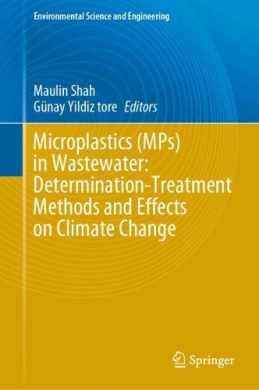 Environmental Science and Engineering
Maulin Shah
Günay Yildiz tore Editors
Microplastics (MPs)
in Wastewater:
Determination-Treatment
Methods and Effects
on Climate Change
Springer